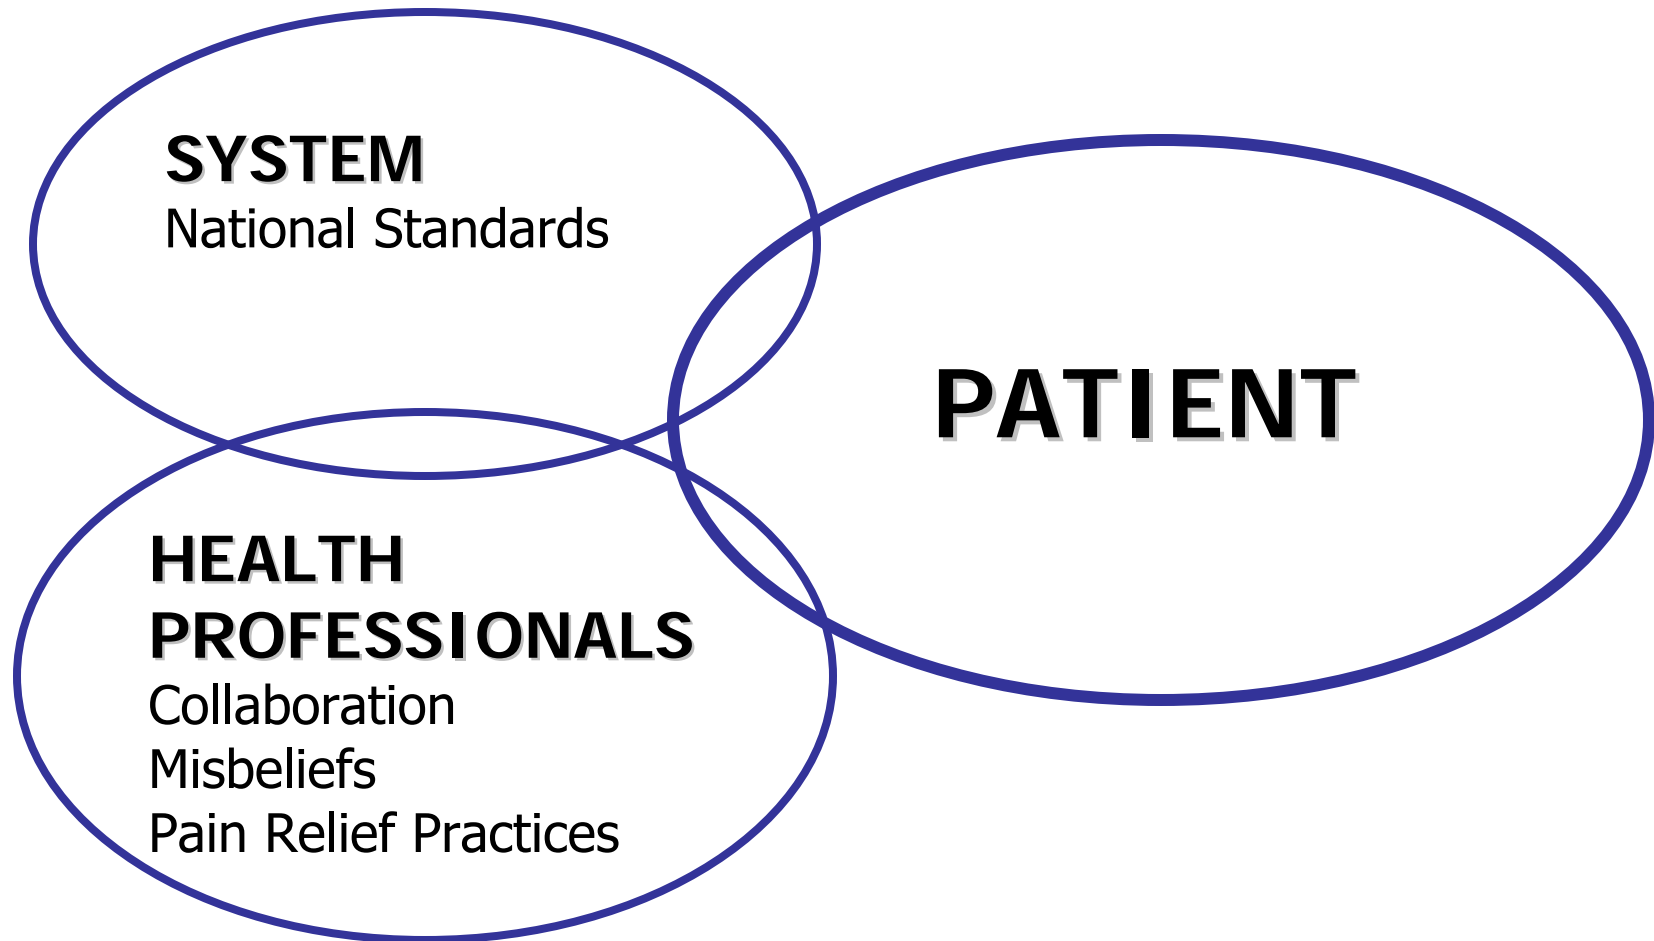 SYSTEM
National Standards
PATIENT
HEALTH
PROFESSIONALS
Collaboration
Misbeliefs
Pain Relief Practices